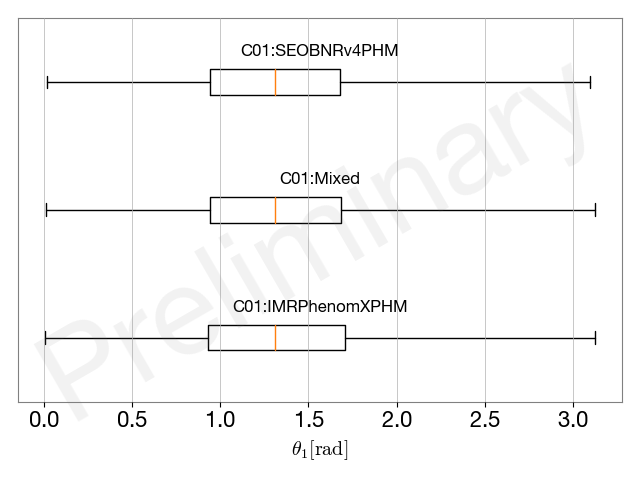 C01:SEOBNRv4PHM
C01:Mixed
C01:IMRPhenomXPHM
Preliminary
0.0 0.5 1.0 1.5 2.0 2.5 3.0
θ₁[rad]